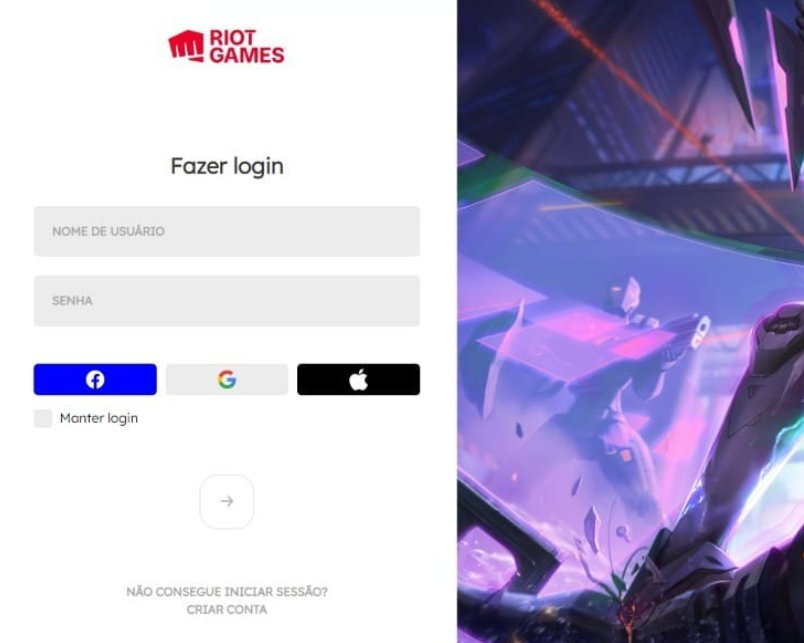 RIOT
GAMES
Fazer login
NOME DE USUÁRIO
SENHA
Manter login
NÃO CONSEGUE INICIAR SESSÃO?
CRIAR CONTA